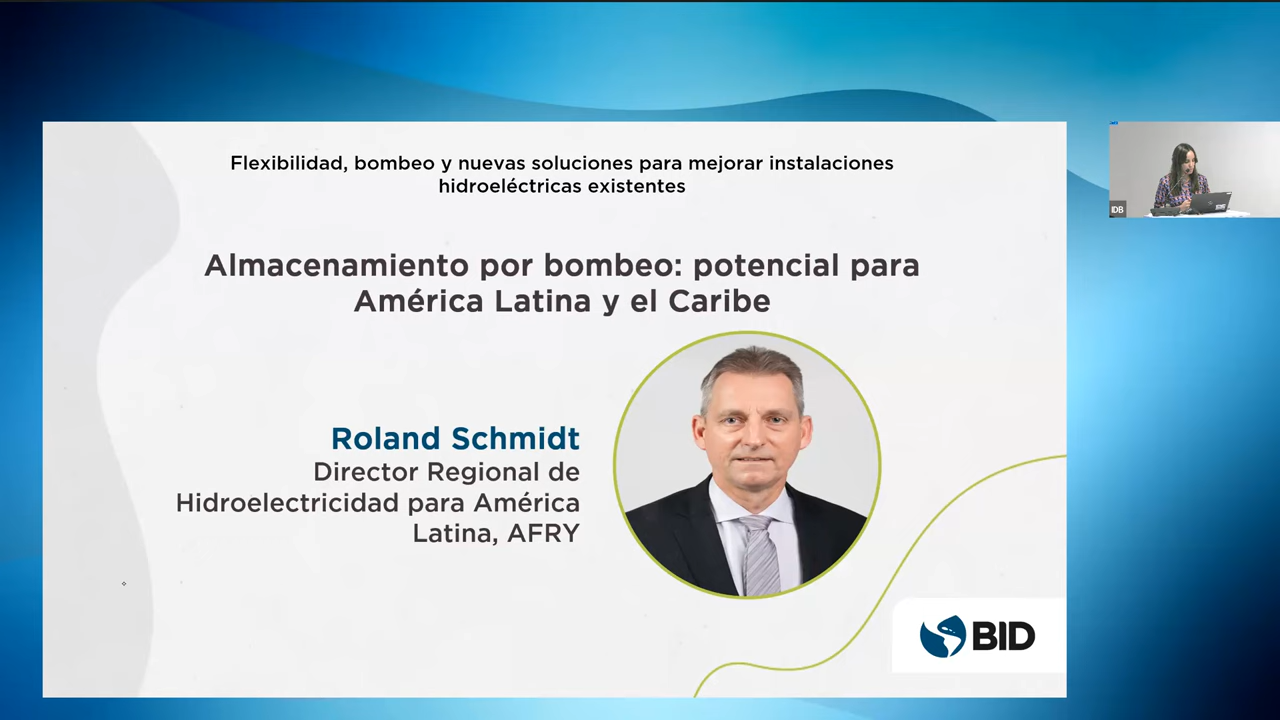 Flexibilidad, bombeo y nuevas soluciones para mejorar instalaciones
hidroeléctricas existentes
Almacenamiento por bombeo: potencial para
América Latina y el Caribe
Roland Schmidt
Director Regional de
Hidroelectricidad para América
Latina, AFRY
BID
IDB